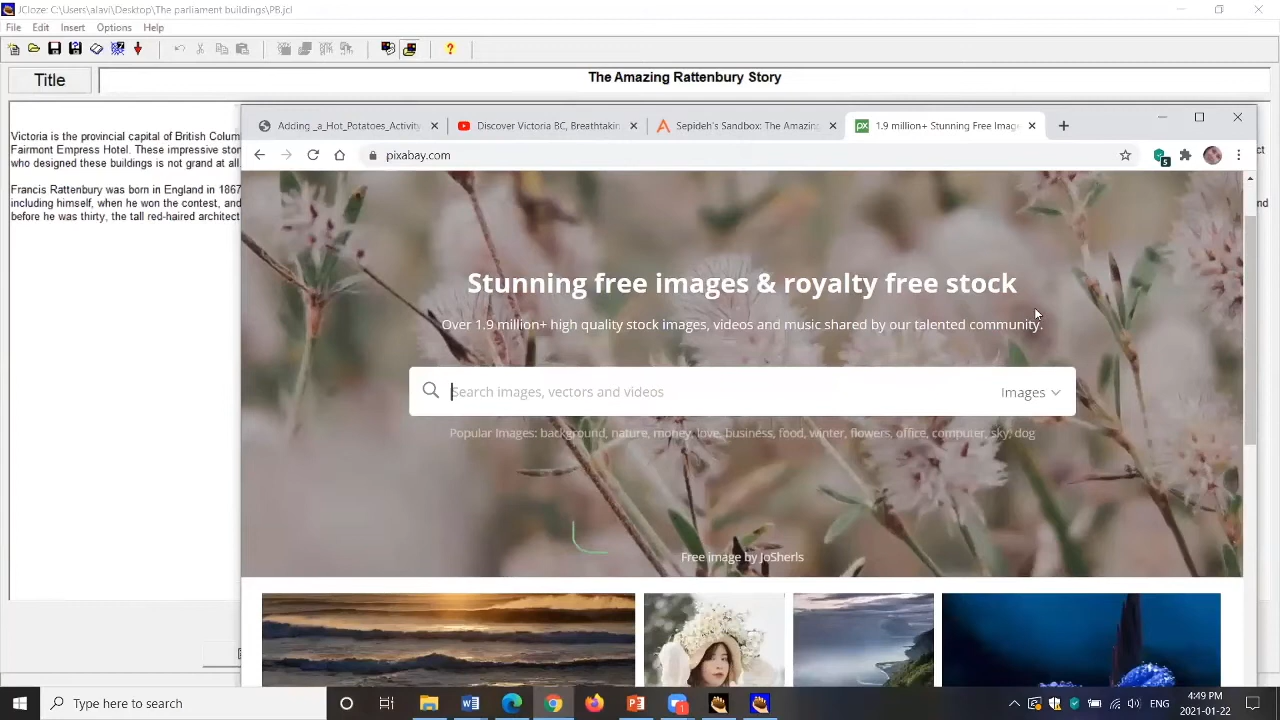 JCloze: C:\Users\alavi\Desktop\The parliament buildings\PB.jcl
File Edit Insert Options Help
Title
The Amazing Rattenbury Story
Victoria is the provincial capital of British Colum
Fairmont Empress Hotel. These impressive ston
who designed these buildings is not grand at all
Francis Rattenbury was born in England in 1867
including himself, when he won the contest, and
before he was thirty, the tall red-haired architect
Adding _a_Hot_Potatoes_Activity
Discover Victoria BC, Breathtakin
Sepideh's Sandbox: The Amazin
1.9 million+ Stunning Free Imag
pixabay.com
5
Stunning free images & royalty free stock
Over 1.9 million+ high quality stock images, videos and music shared by our talented community.
Search images, vectors and videos
Images
Popular Images: background, nature, money, love, business, food, winter, flowers, office, computer, sky, dog
Free image by JoSherls
Type here to search
1
ENG
4:49 PM
2021-01-22